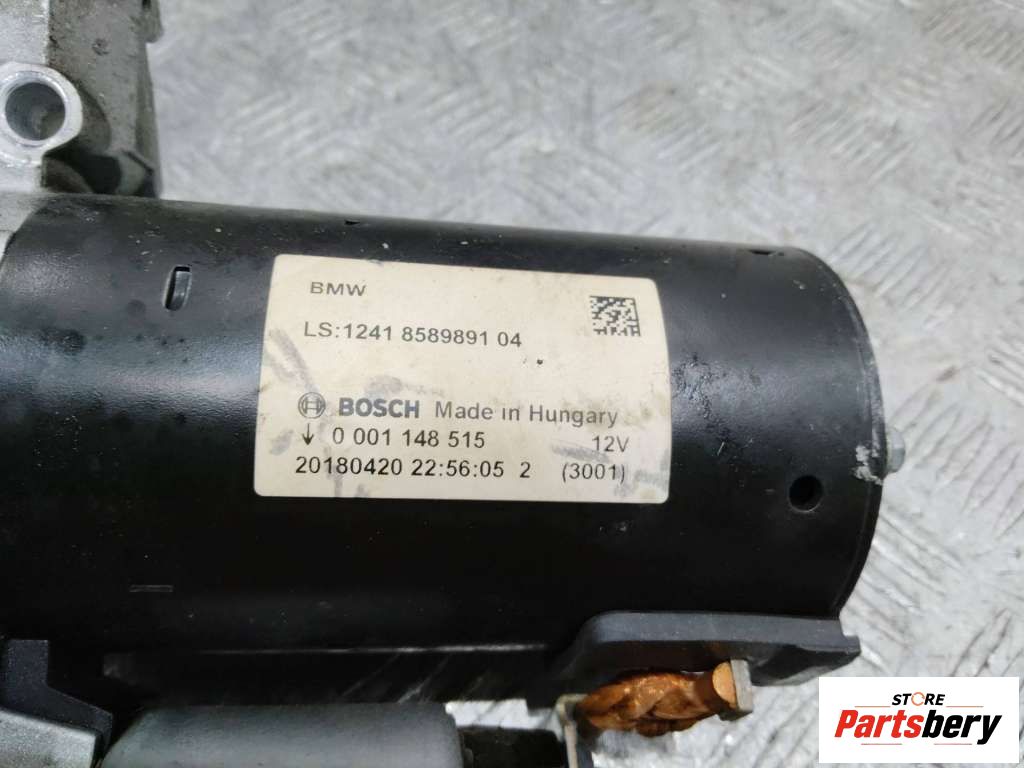 BMW
LS:1241 8589891 04
BOSCH Made in Hungary
↓ 0 001 148 515 12V
20180420 22:56:05 2 (3001)
STORE
Partsbery